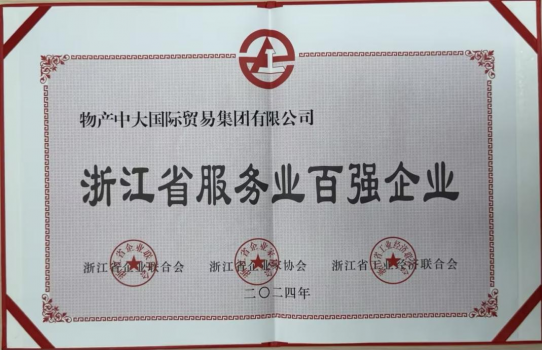 物产中大国际贸易集团有限公司
浙江省服务业百强企业
浙江省企业联合会 浙江省企业家协会 浙江省工业经济联合会
二〇二四年